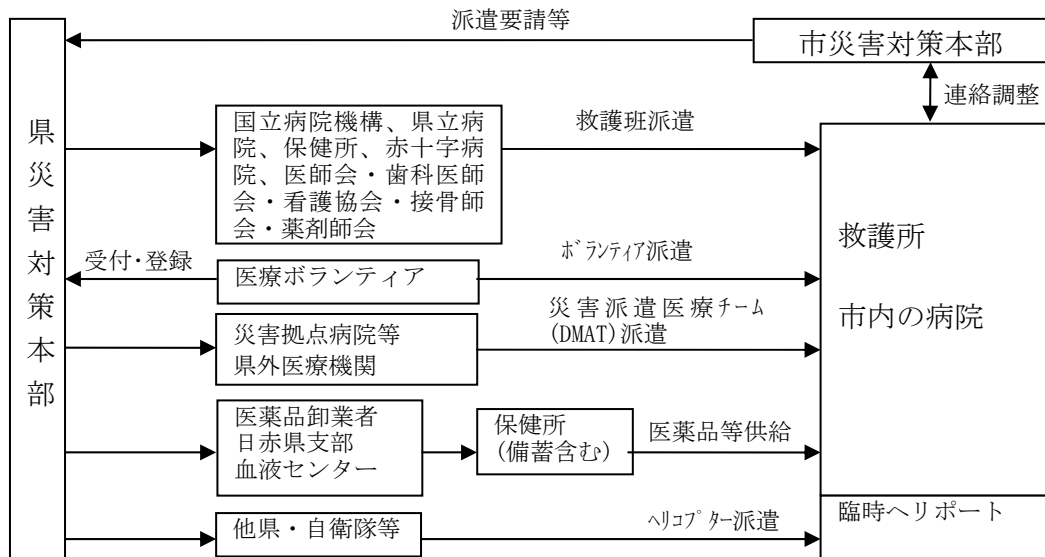 派遣要請等
市災害対策本部
連絡調整
県災害対策本部
国立病院機構、県立病
院、保健所、赤十字病
院、医師会・歯科医師
会・看護協会・接骨師
会・薬剤師会
救護班派遣
救護所
市内の病院
受付・登録
医療ボランティア
ﾎﾞﾗﾝﾃｨｱ派遣
災害拠点病院等
県外医療機関
災害派遣医療ﾁｰﾑ
(DMAT)派遣
医薬品卸業者
日赤県支部
血液センター
保健所
(備蓄含む)
医薬品等供給
他県・自衛隊等
ﾍﾘｺﾌﾟﾀｰ派遣
臨時ヘリポート